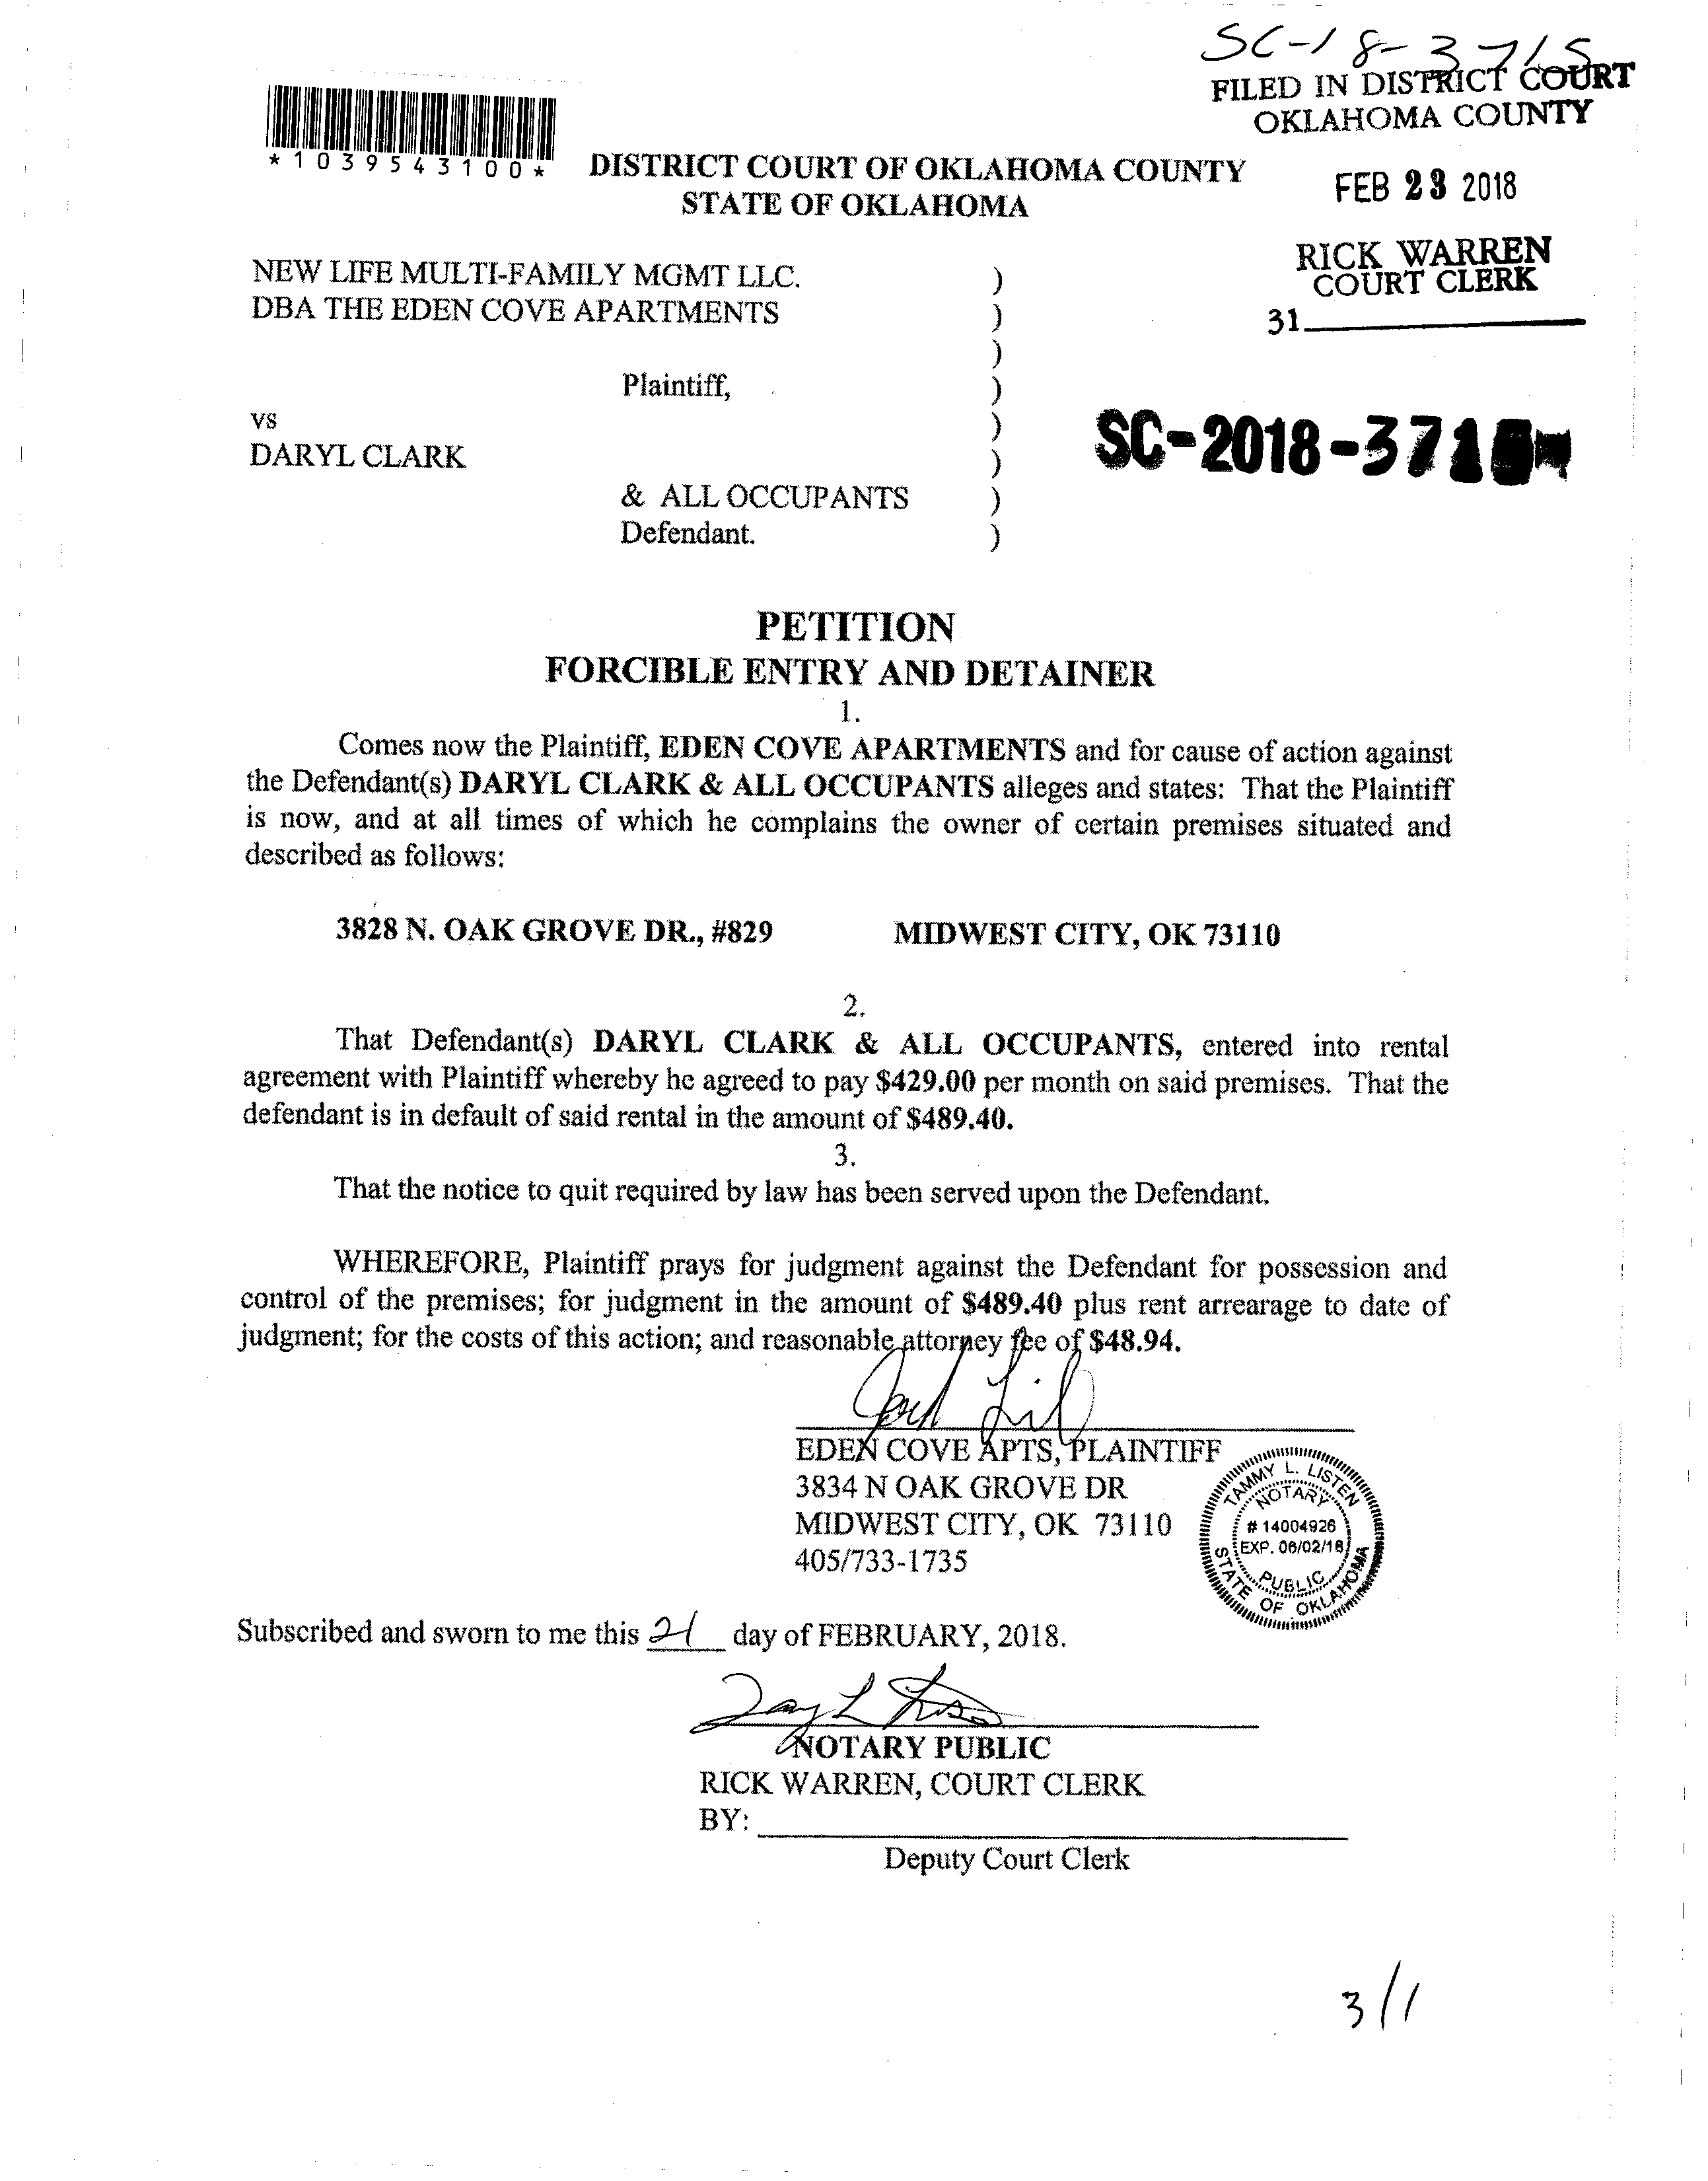 SC-18-3715
FILED IN DISTRICT COURT
OKLAHOMA COUNTY
*1039543100*
DISTRICT COURT OF OKLAHOMA COUNTY
STATE OF OKLAHOMA
FEB 23 2018
RICK WARREN
COURT CLERK
31
NEW LIFE MULTI-FAMILY MGMT LLC. )
DBA THE EDEN COVE APARTMENTS )
)
Plaintiff, )
vs )
DARYL CLARK )
& ALL OCCUPANTS )
Defendant. )
SC-2018-371
PETITION
FORCIBLE ENTRY AND DETAINER
1.
Comes now the Plaintiff, EDEN COVE APARTMENTS and for cause of action against
the Defendant(s) DARYL CLARK & ALL OCCUPANTS alleges and states: That the Plaintiff
is now, and at all times of which he complains the owner of certain premises situated and
described as follows:
3828 N. OAK GROVE DR., #829 MIDWEST CITY, OK 73110
2.
That Defendant(s) DARYL CLARK & ALL OCCUPANTS, entered into rental
agreement with Plaintiff whereby he agreed to pay $429.00 per month on said premises. That the
defendant is in default of said rental in the amount of $489.40.
3.
That the notice to quit required by law has been served upon the Defendant.
WHEREFORE, Plaintiff prays for judgment against the Defendant for possession and
control of the premises; for judgment in the amount of $489.40 plus rent arrearage to date of
judgment; for the costs of this action; and reasonable attorney fee of $48.94.
EDEN COVE APTS, PLAINTIFF
3834 N OAK GROVE DR
MIDWEST CITY, OK 73110
405/733-1735
TAMMY L. LISTEN
NOTARY
# 14004926
EXP. 06/02/18
PUBLIC
STATE OF OKLAHOMA
Subscribed and sworn to me this 21 day of FEBRUARY, 2018.
NOTARY PUBLIC
RICK WARREN, COURT CLERK
BY:
Deputy Court Clerk
3/1